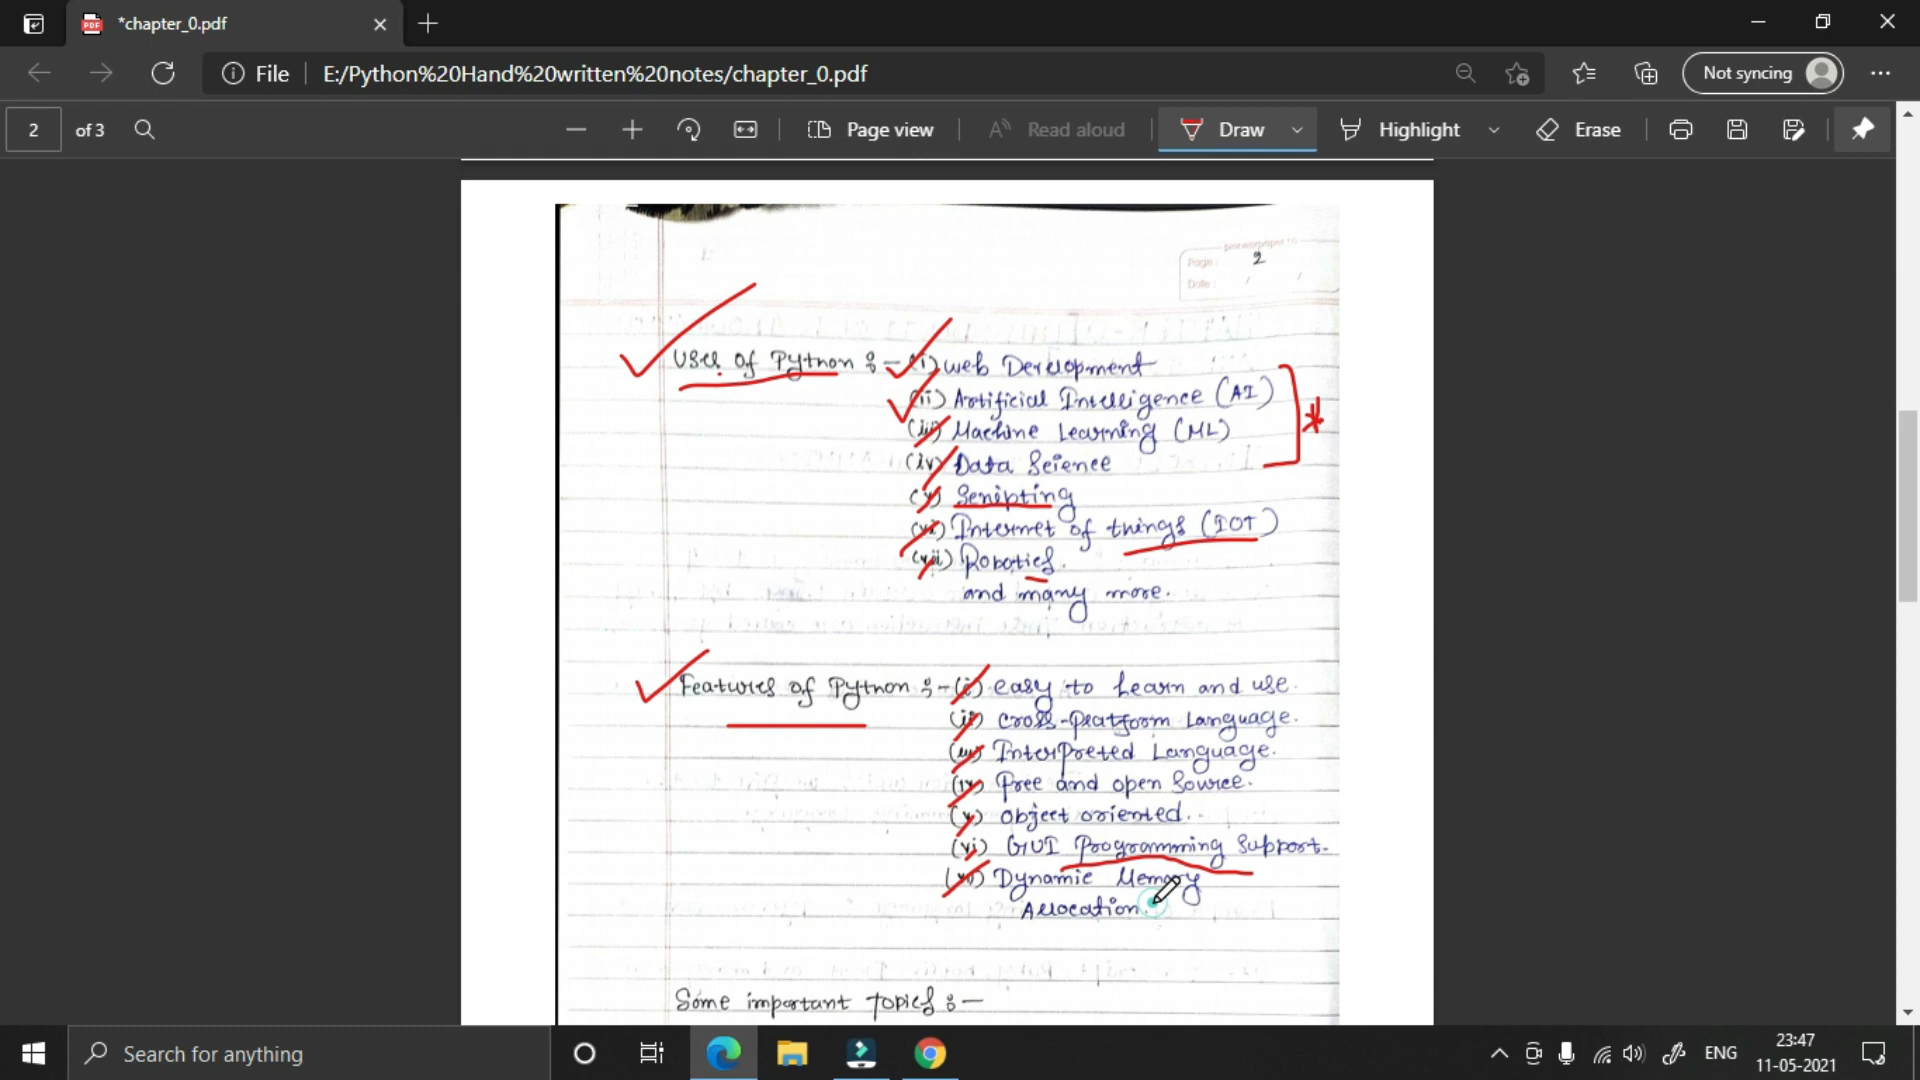 *chapter_0.pdf
File E:/Python%20Hand%20written%20notes/chapter_0.pdf Not syncing
2 of 3 Page view Read aloud Draw Highlight Erase
Page: 2
Date: / /
Uses of Python :- (i) web Development
(ii) Artificial Intelligence (AI)
(iii) Machine Learning (ML)
(iv) Data Science
(v) Scripting
(vi) Internet of things (IOT)
(vii) Robotics.
and many more.
Features of Python :- (i) easy to Learn and use.
(ii) Cross-Platform Language.
(iii) Interpreted Language.
(iv) Free and open Source.
(v) Object oriented.
(vi) GUI Programming Support.
(vii) Dynamic Memory
Allocation.
Some important topics :-
Search for anything
ENG
23:47
11-05-2021